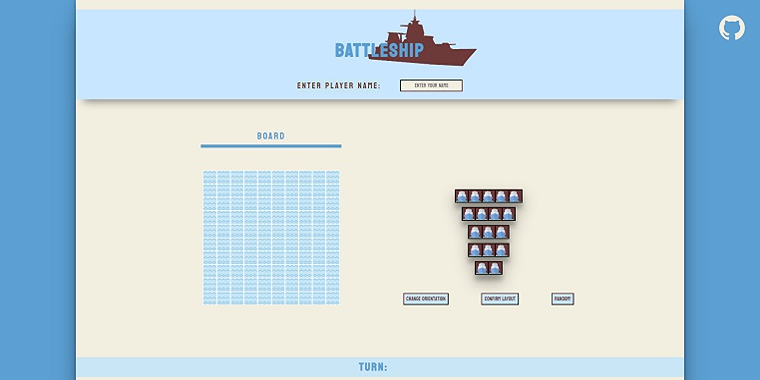 BATTLESHIP
ENTER PLAYER NAME:
ENTER YOUR NAME
BOARD
CHANGE ORIENTATION
CONFIRM LAYOUT
RANDOM
TURN: